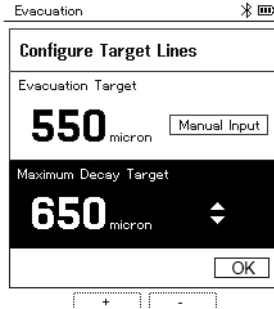 Evacuation
Configure Target Lines
Evacuation Target
550 micron
Manual Input
Maximum Decay Target
650 micron
OK
+ -